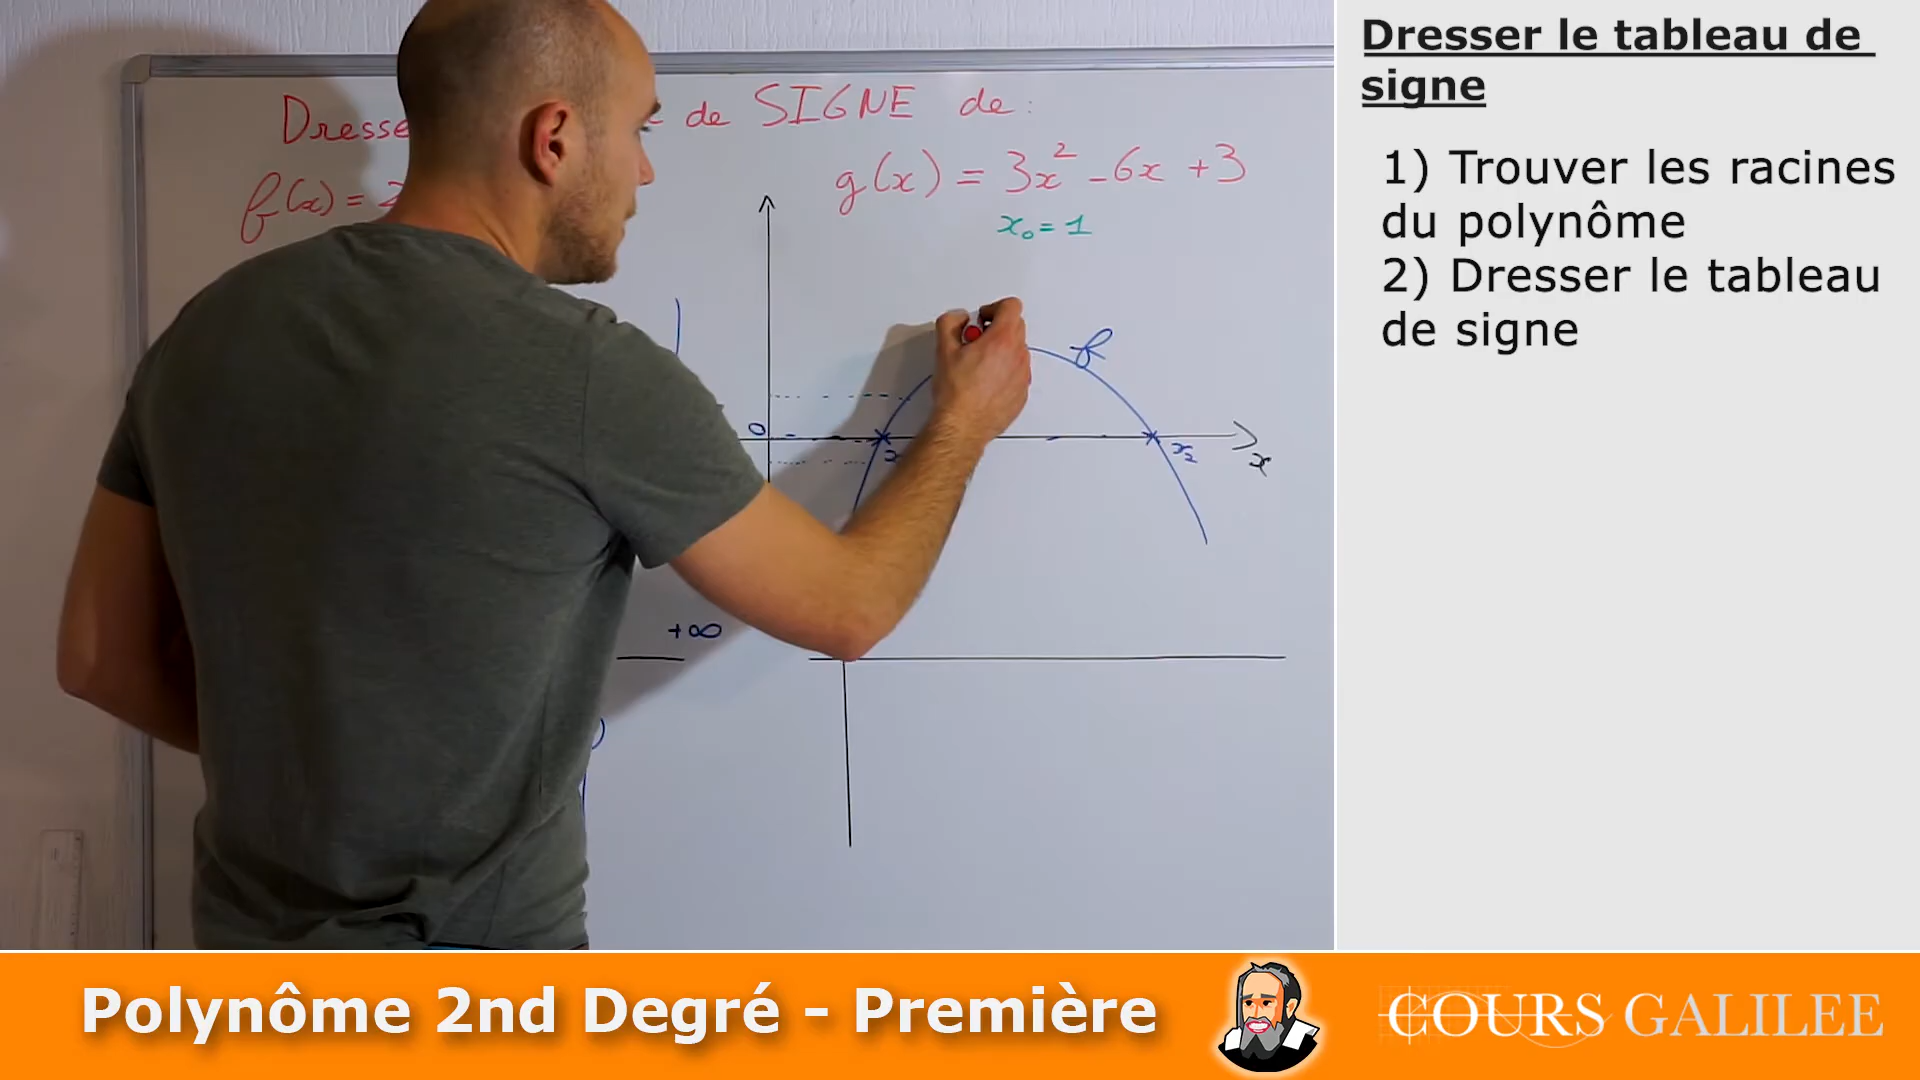 Dresse de SIGNE de :
f(x) = 2
g(x) = 3x² - 6x + 3
x₀ = 1
f
0
x₂
x
+∞
Dresser le tableau de
signe
1) Trouver les racines
du polynôme
2) Dresser le tableau
de signe
Polynôme 2nd Degré - Première
COURS GALILEE